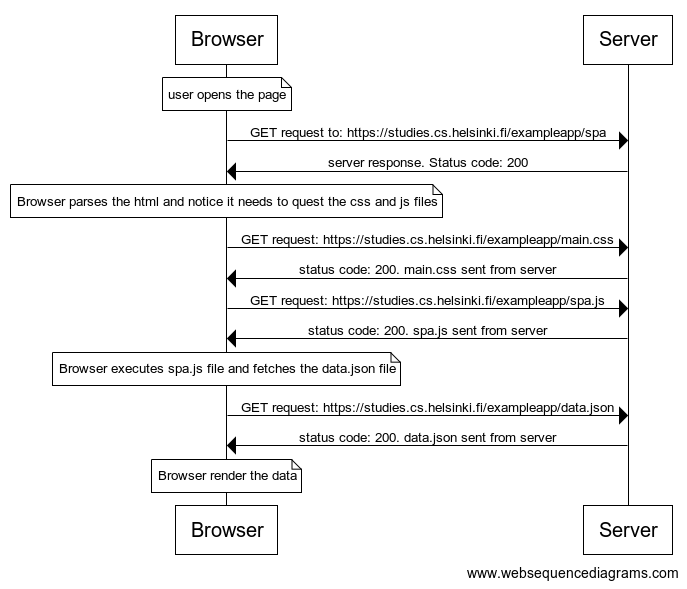 Browser
Server
user opens the page
GET request to: https://studies.cs.helsinki.fi/exampleapp/spa
server response. Status code: 200
Browser parses the html and notice it needs to quest the css and js files
GET request: https://studies.cs.helsinki.fi/exampleapp/main.css
status code: 200. main.css sent from server
GET request: https://studies.cs.helsinki.fi/exampleapp/spa.js
status code: 200. spa.js sent from server
Browser executes spa.js file and fetches the data.json file
GET request: https://studies.cs.helsinki.fi/exampleapp/data.json
status code: 200. data.json sent from server
Browser render the data
Browser
Server
www.websequencediagrams.com